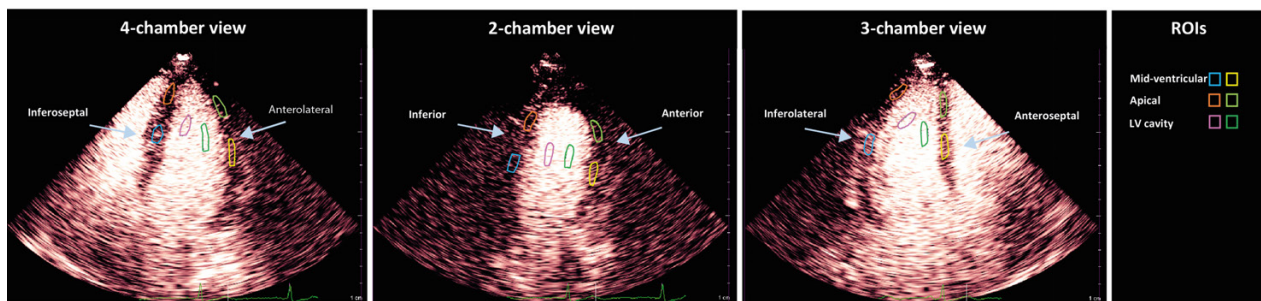 4-chamber view
Inferoseptal
Anterolateral
1 cm
2-chamber view
Inferior
Anterior
1 cm
3-chamber view
Inferolateral
Anteroseptal
1 cm
ROIs
Mid-ventricular
Apical
LV cavity